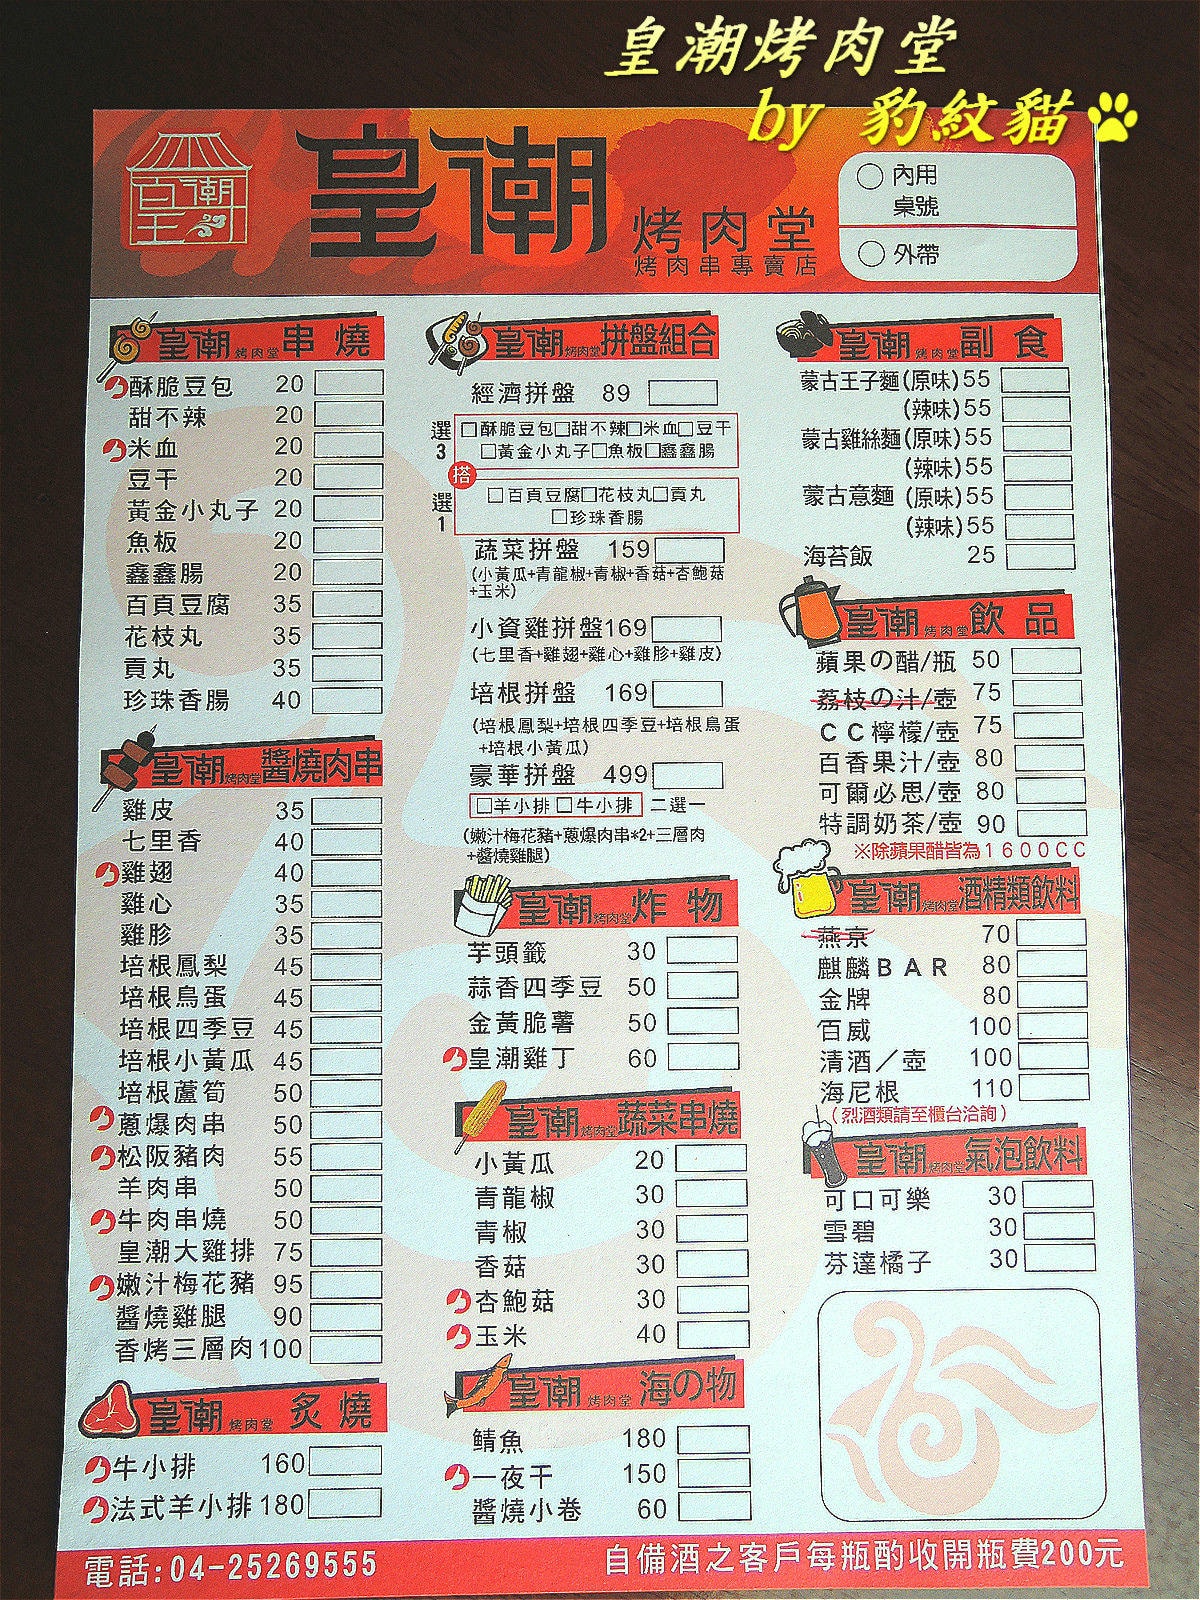 皇潮烤肉堂
by 豹紋貓
皇潮
皇潮 烤肉堂
烤肉串專賣店
內用
桌號
外帶
皇潮烤肉堂 串燒
酥脆豆包 20
甜不辣 20
米血 20
豆干 20
黃金小丸子 20
魚板 20
鑫鑫腸 20
百頁豆腐 35
花枝丸 35
貢丸 35
珍珠香腸 40
皇潮烤肉堂 醬燒肉串
雞皮 35
七里香 40
雞翅 40
雞心 35
雞胗 35
培根鳳梨 45
培根鳥蛋 45
培根四季豆 45
培根小黃瓜 45
培根蘆筍 50
蔥爆肉串 50
松阪豬肉 55
羊肉串 50
牛肉串燒 50
皇潮大雞排 75
嫩汁梅花豬 95
醬燒雞腿 90
香烤三層肉 100
皇潮烤肉堂 炙燒
牛小排 160
法式羊小排 180
皇潮烤肉堂 拼盤組合
經濟拼盤 89
選3 □酥脆豆包□甜不辣□米血□豆干
□黃金小丸子□魚板□鑫鑫腸
搭
選1 □百頁豆腐□花枝丸□貢丸
□珍珠香腸
蔬菜拼盤 159
(小黃瓜+青龍椒+青椒+香菇+杏鮑菇
+玉米)
小資雞拼盤 169
(七里香+雞翅+雞心+雞胗+雞皮)
培根拼盤 169
(培根鳳梨+培根四季豆+培根鳥蛋
+培根小黃瓜)
豪華拼盤 499
□羊小排 □牛小排 二選一
(嫩汁梅花豬+蔥爆肉串*2+三層肉
+醬燒雞腿)
皇潮烤肉堂 炸物
芋頭籤 30
蒜香四季豆 50
金黃脆薯 50
皇潮雞丁 60
皇潮烤肉堂 蔬菜串燒
小黃瓜 20
青龍椒 30
青椒 30
香菇 30
杏鮑菇 30
玉米 40
皇潮烤肉堂 海の物
鯖魚 180
一夜干 150
醬燒小卷 60
皇潮烤肉堂 副食
蒙古王子麵(原味) 55
(辣味) 55
蒙古雞絲麵(原味) 55
(辣味) 55
蒙古意麵(原味) 55
(辣味) 55
海苔飯 25
皇潮烤肉堂 飲品
蘋果の醋/瓶 50
荔枝の汁/壺 75
CC檸檬/壺 75
百香果汁/壺 80
可爾必思/壺 80
特調奶茶/壺 90
※除蘋果醋皆為1600CC
皇潮烤肉堂 酒精類飲料
燕京 70
麒麟BAR 80
金牌 80
百威 100
清酒/壺 100
海尼根 110
(烈酒類請至櫃台洽詢)
皇潮烤肉堂 氣泡飲料
可口可樂 30
雪碧 30
芬達橘子 30
電話:04-25269555
自備酒之客戶每瓶酌收開瓶費200元